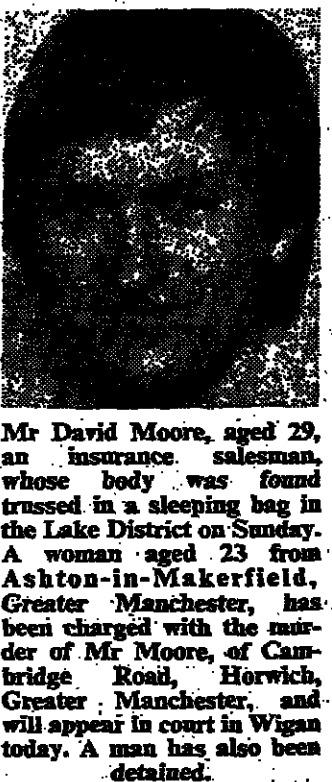 Mr David Moore, aged 29,
an insurance salesman,
whose body was found
trussed in a sleeping bag in
the Lake District on Sunday.
A woman aged 23 from
Ashton-in-Makerfield,
Greater Manchester, has
been charged with the mur-
der of Mr Moore, of Cam-
bridge Road, Horwich,
Greater Manchester, and
will appear in court in Wigan
today. A man has also been
detained.